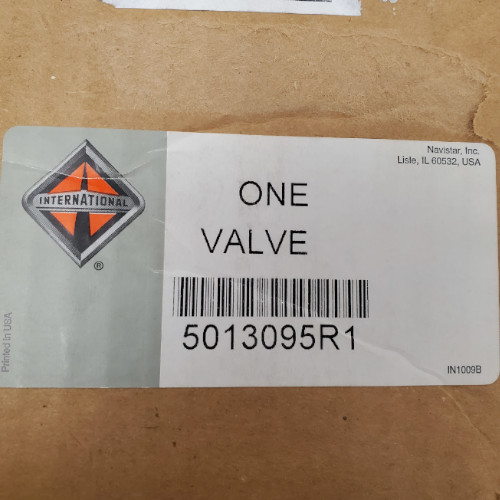 Navistar, Inc.
Lisle, IL 60532, USA
INTERNATIONAL
®
ONE
VALVE
5013095R1
Printed in USA
IN1009B